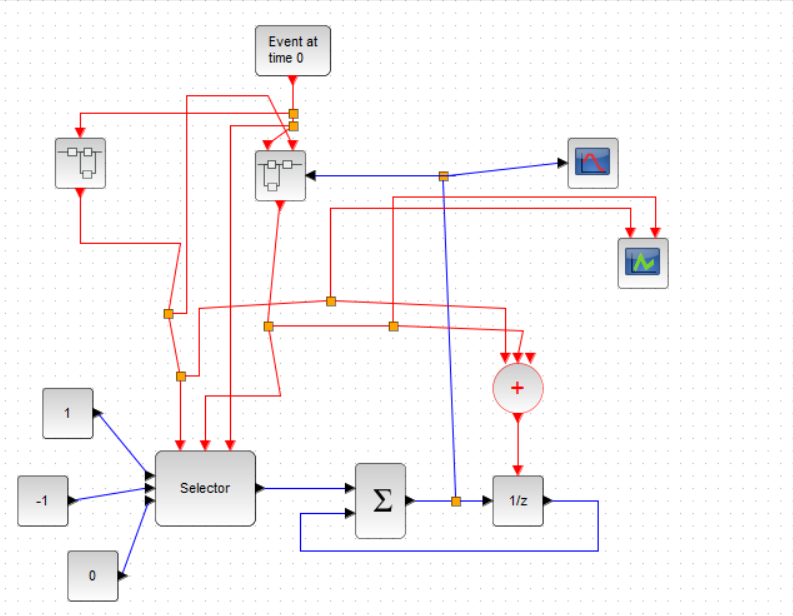 Event at
time 0
+
1
-1
Selector
Σ
1/z
0